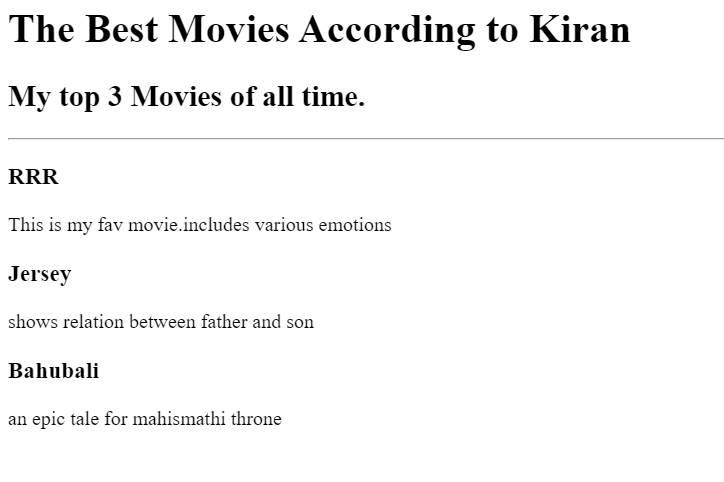 The Best Movies According to Kiran
My top 3 Movies of all time.
RRR
This is my fav movie.includes various emotions
Jersey
shows relation between father and son
Bahubali
an epic tale for mahismathi throne